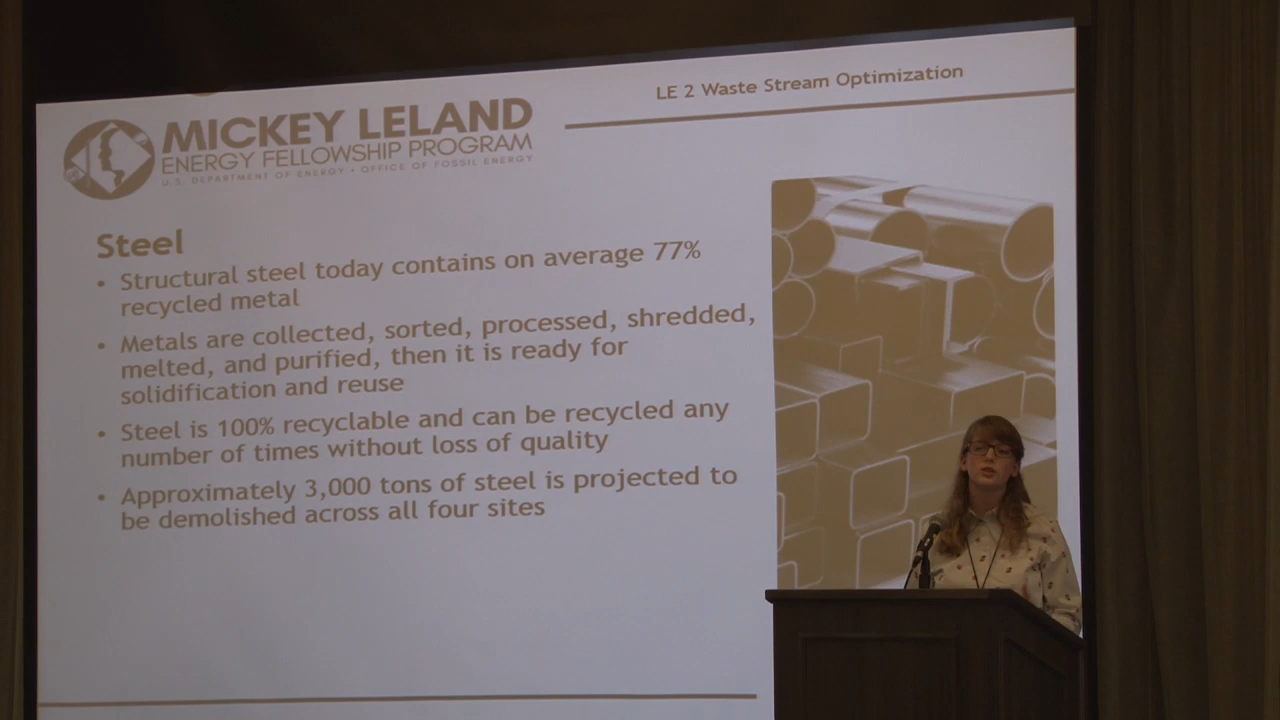 LE 2 Waste Stream Optimization
MICKEY LELAND
ENERGY FELLOWSHIP PROGRAM
U.S. DEPARTMENT OF ENERGY • OFFICE OF FOSSIL ENERGY
Steel
• Structural steel today contains on average 77%
recycled metal
• Metals are collected, sorted, processed, shredded,
melted, and purified, then it is ready for
solidification and reuse
• Steel is 100% recyclable and can be recycled any
number of times without loss of quality
• Approximately 3,000 tons of steel is projected to
be demolished across all four sites